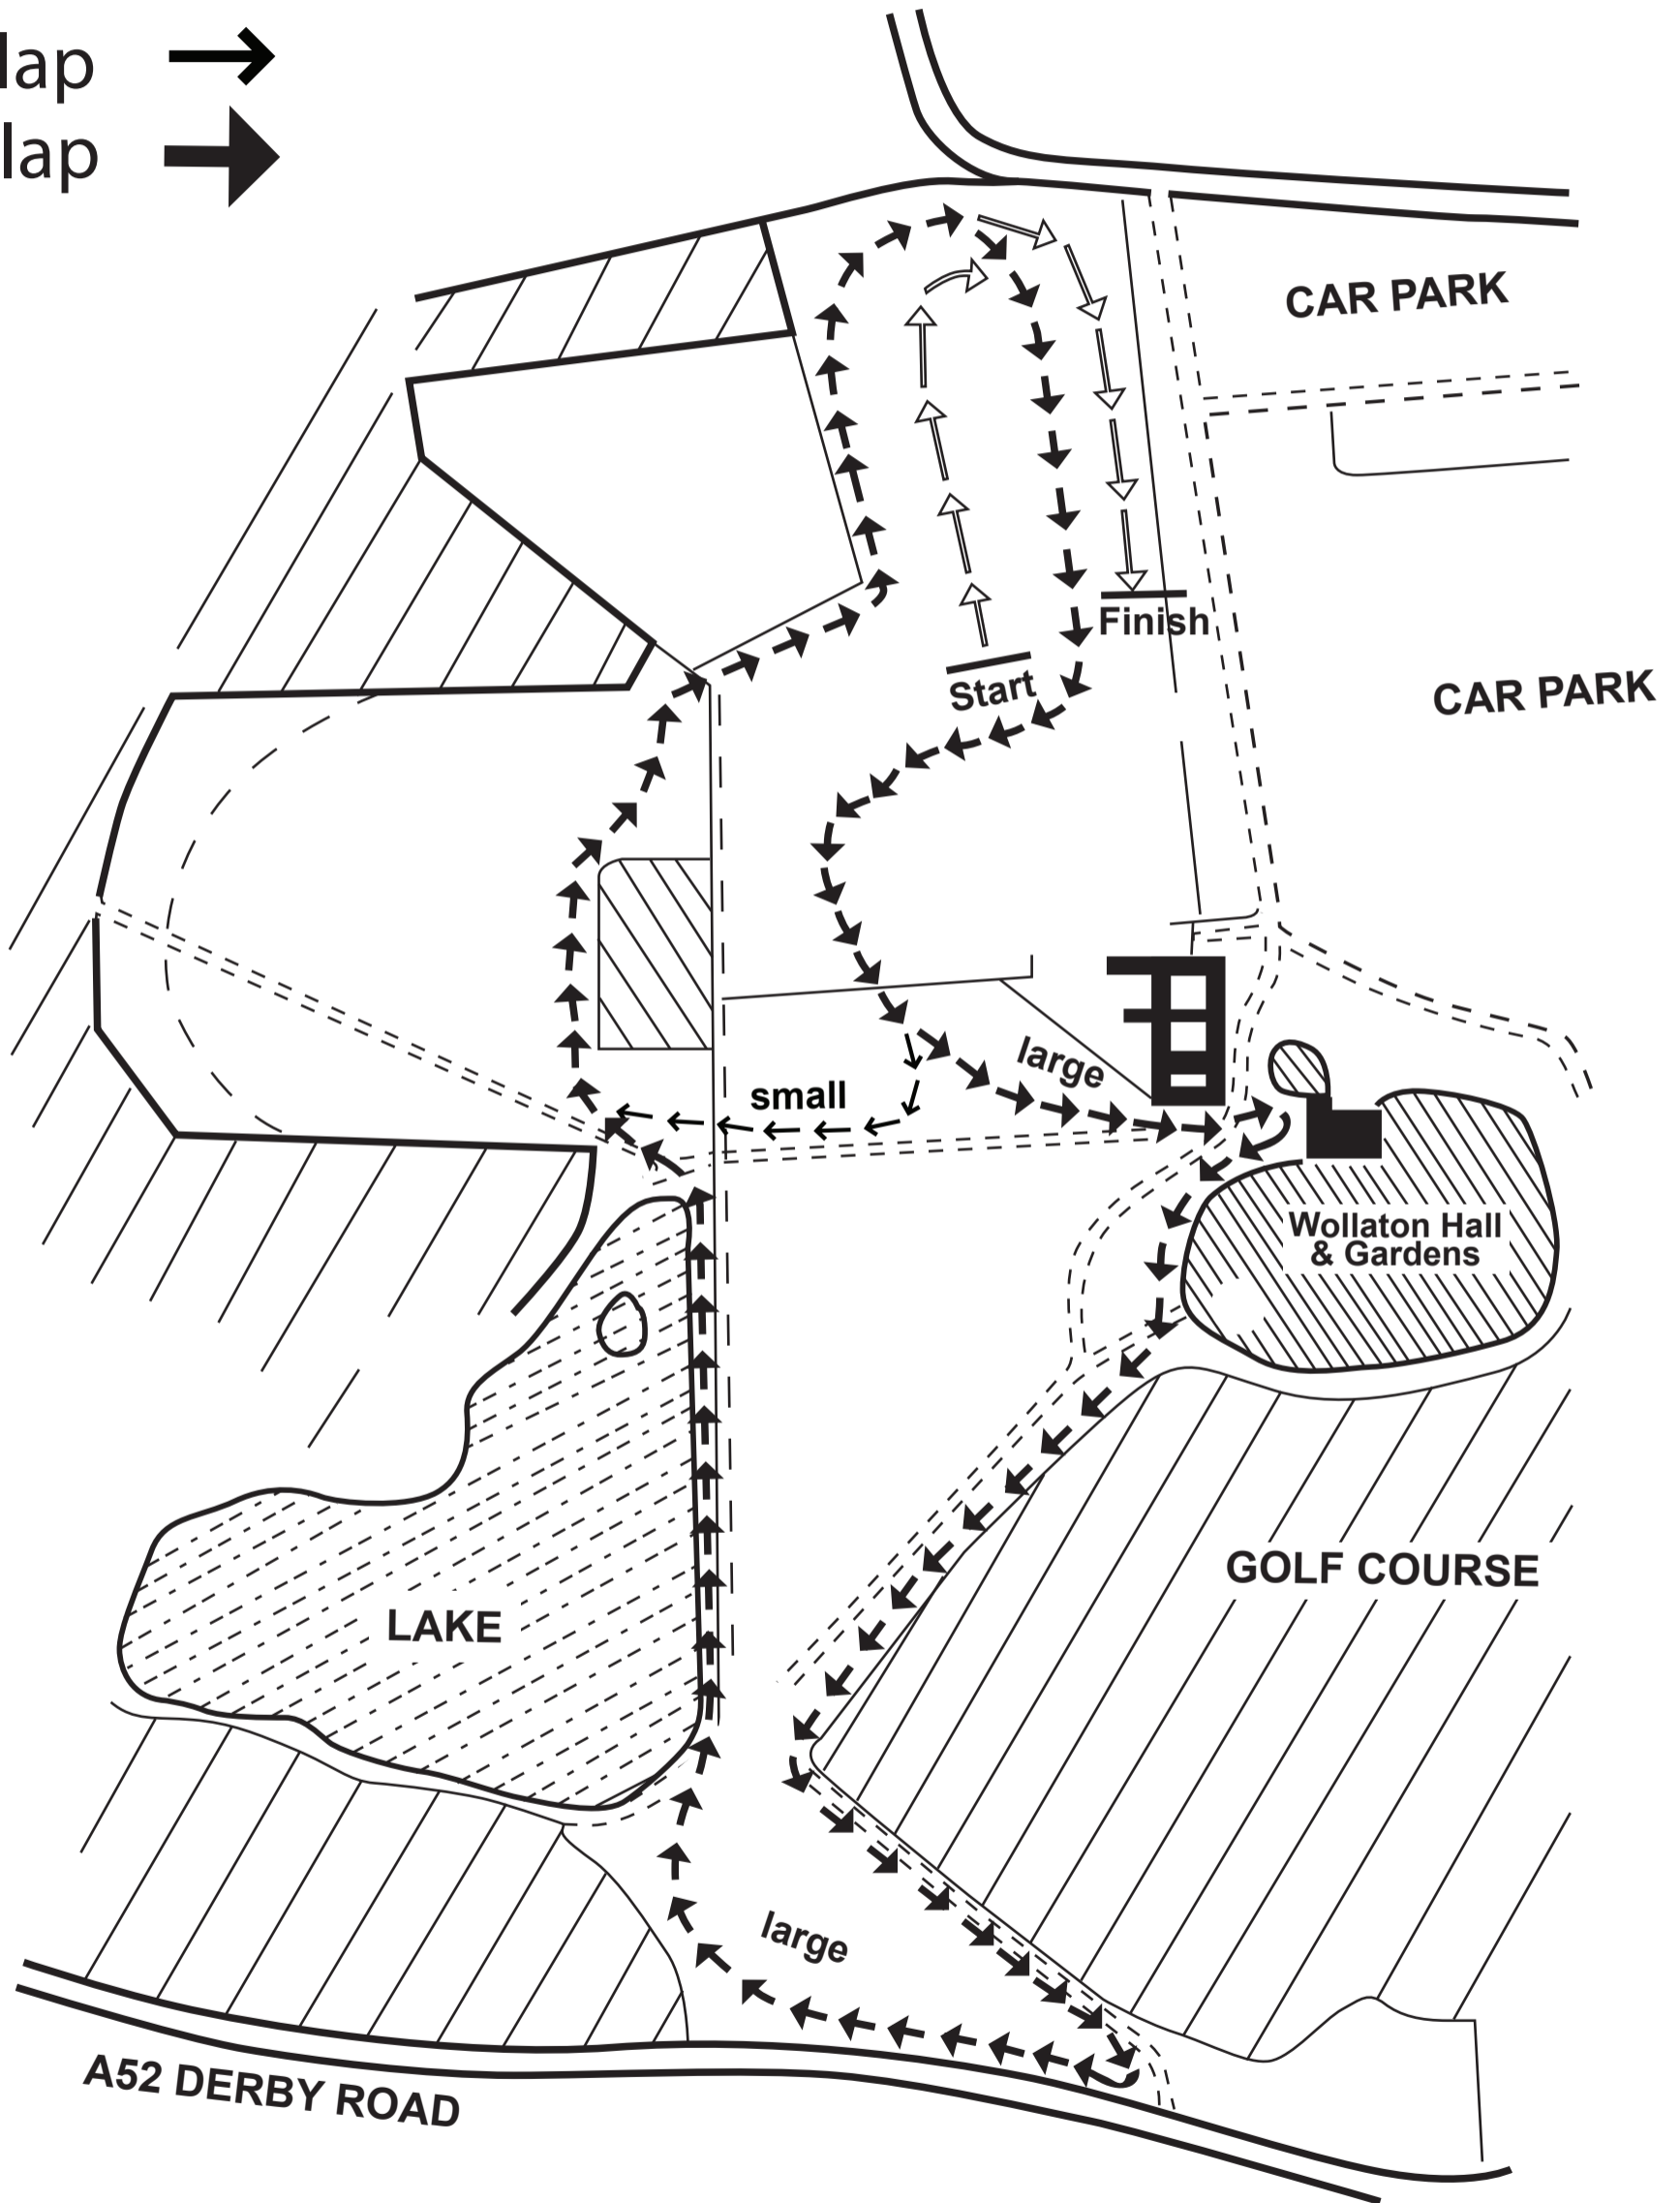 lap
lap
CAR PARK
Finish
Start
CAR PARK
large
small
Wollaton Hall
& Gardens
GOLF COURSE
LAKE
large
A52 DERBY ROAD